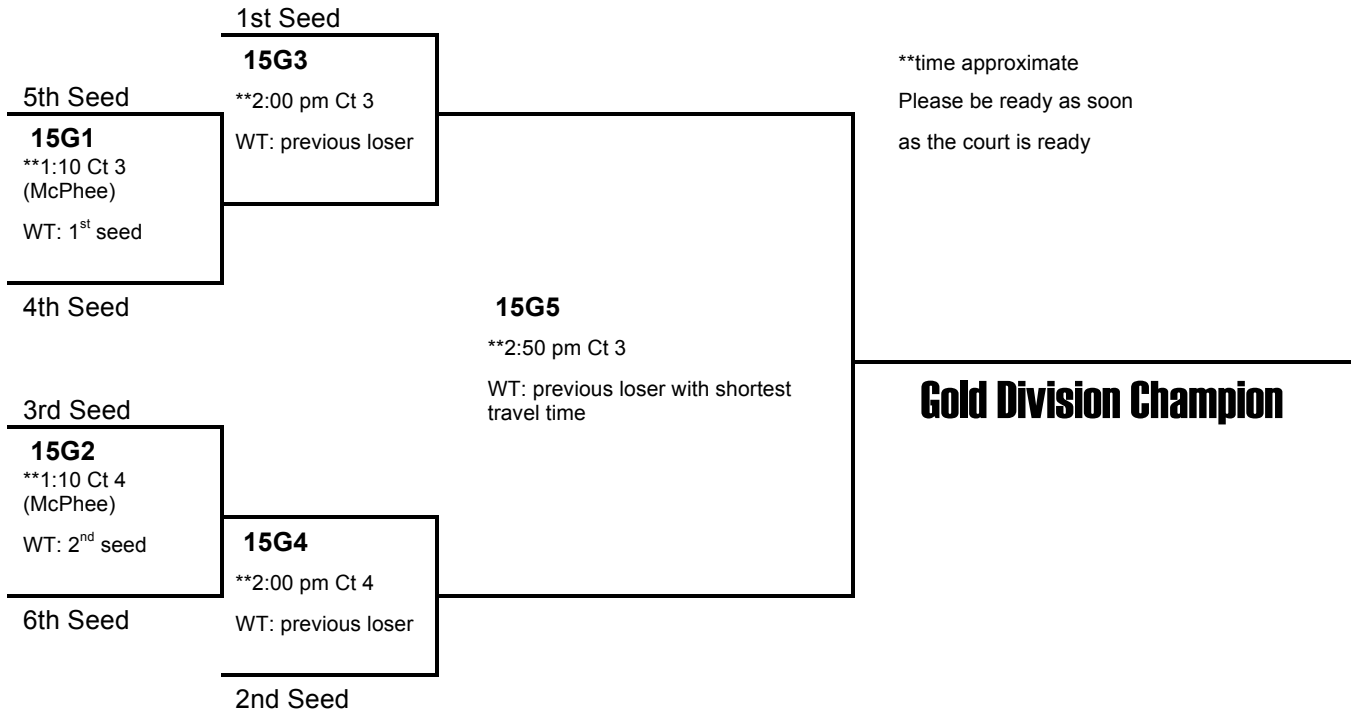 1st Seed
15G3
**2:00 pm Ct 3
WT: previous loser
**time approximate
Please be ready as soon
as the court is ready
5th Seed
15G1
**1:10 Ct 3
(McPhee)
WT: 1st seed
4th Seed
15G5
**2:50 pm Ct 3
WT: previous loser with shortest
travel time
Gold Division Champion
3rd Seed
15G2
**1:10 Ct 4
(McPhee)
WT: 2nd seed
6th Seed
15G4
**2:00 pm Ct 4
WT: previous loser
2nd Seed